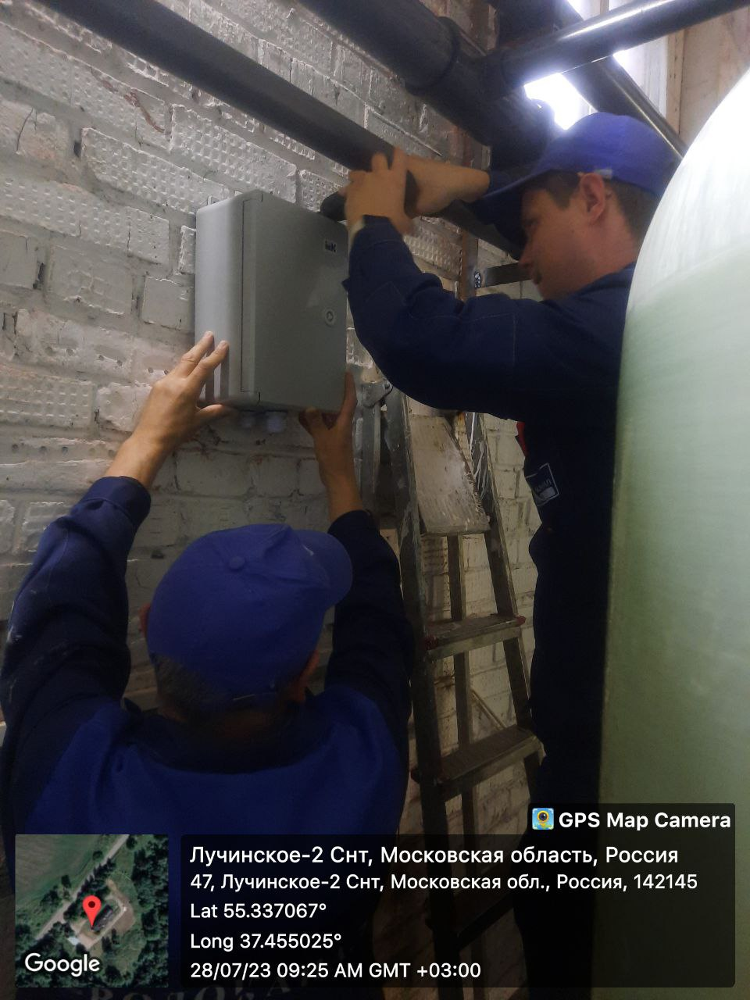 IEK
GPS Map Camera
Лучинское-2 Снт, Московская область, Россия
47, Лучинское-2 Снт, Московская обл., Россия, 142145
Lat 55.337067°
Long 37.455025°
28/07/23 09:25 AM GMT +03:00
Google